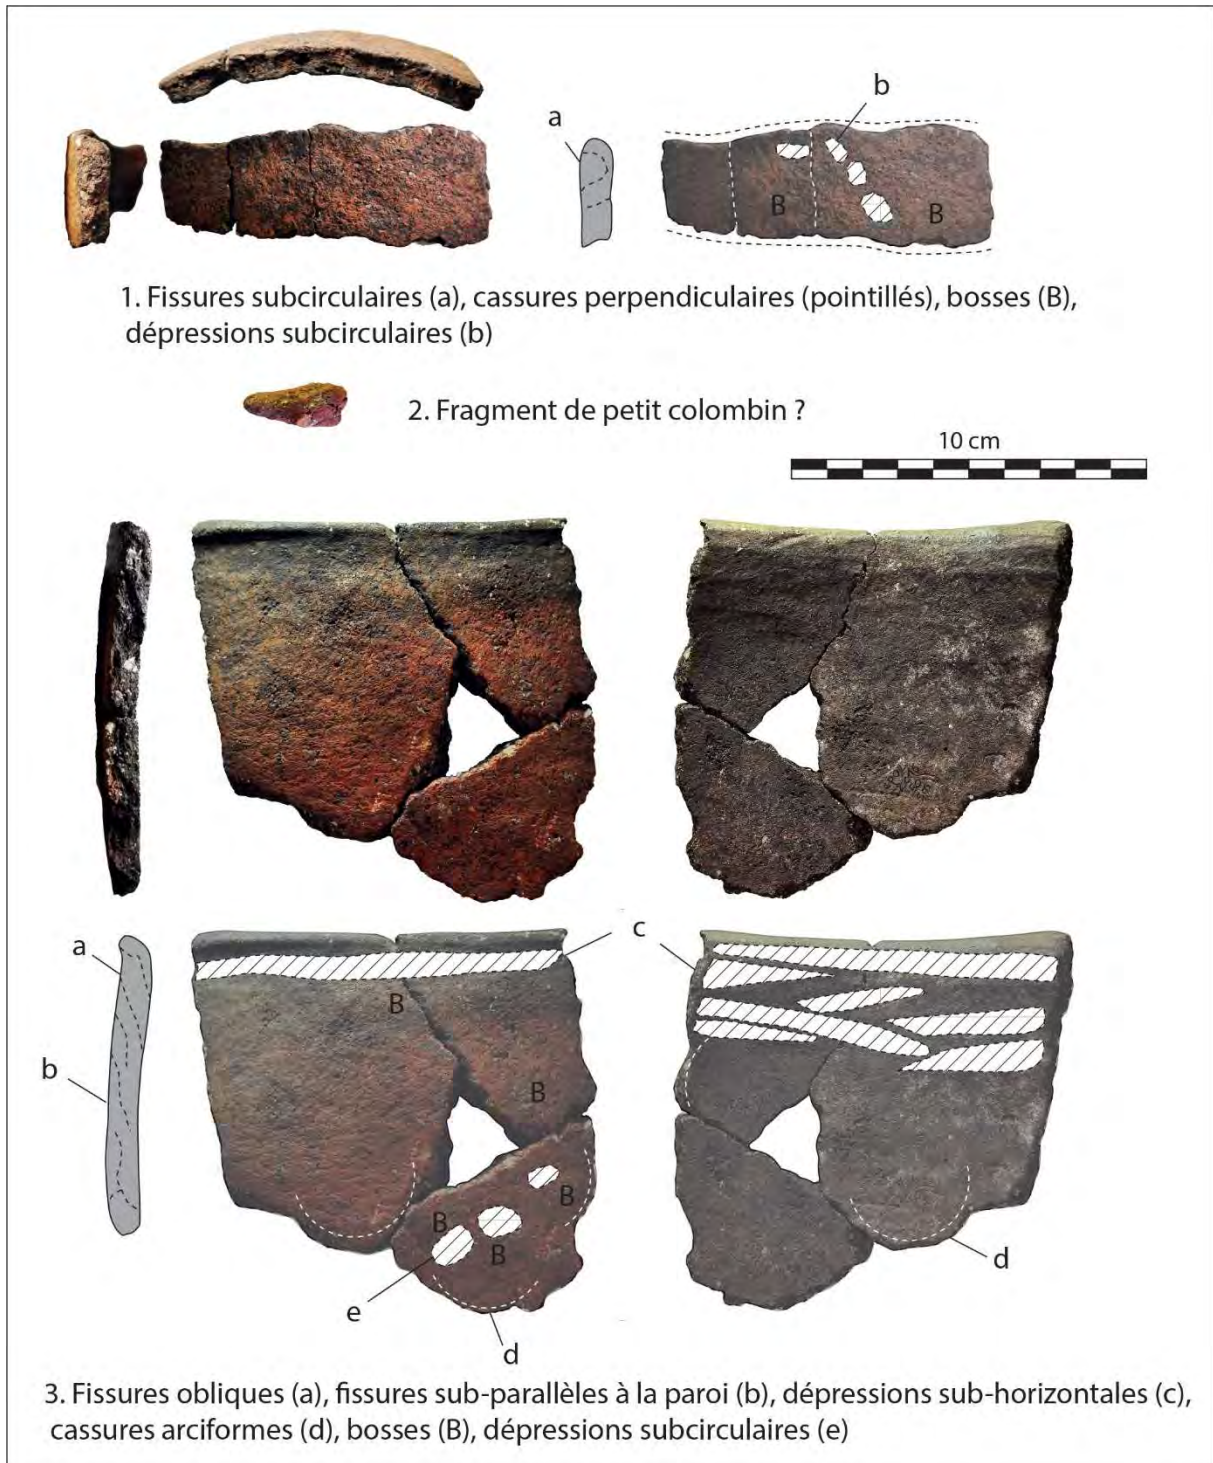 a
b
B
B
1. Fissures subcirculaires (a), cassures perpendiculaires (pointillés), bosses (B),
dépressions subcirculaires (b)
2. Fragment de petit colombin ?
10 cm
a
b
c
B
B
B
B
B
e
d
d
3. Fissures obliques (a), fissures sub-parallèles à la paroi (b), dépressions sub-horizontales (c),
cassures arciformes (d), bosses (B), dépressions subcirculaires (e)